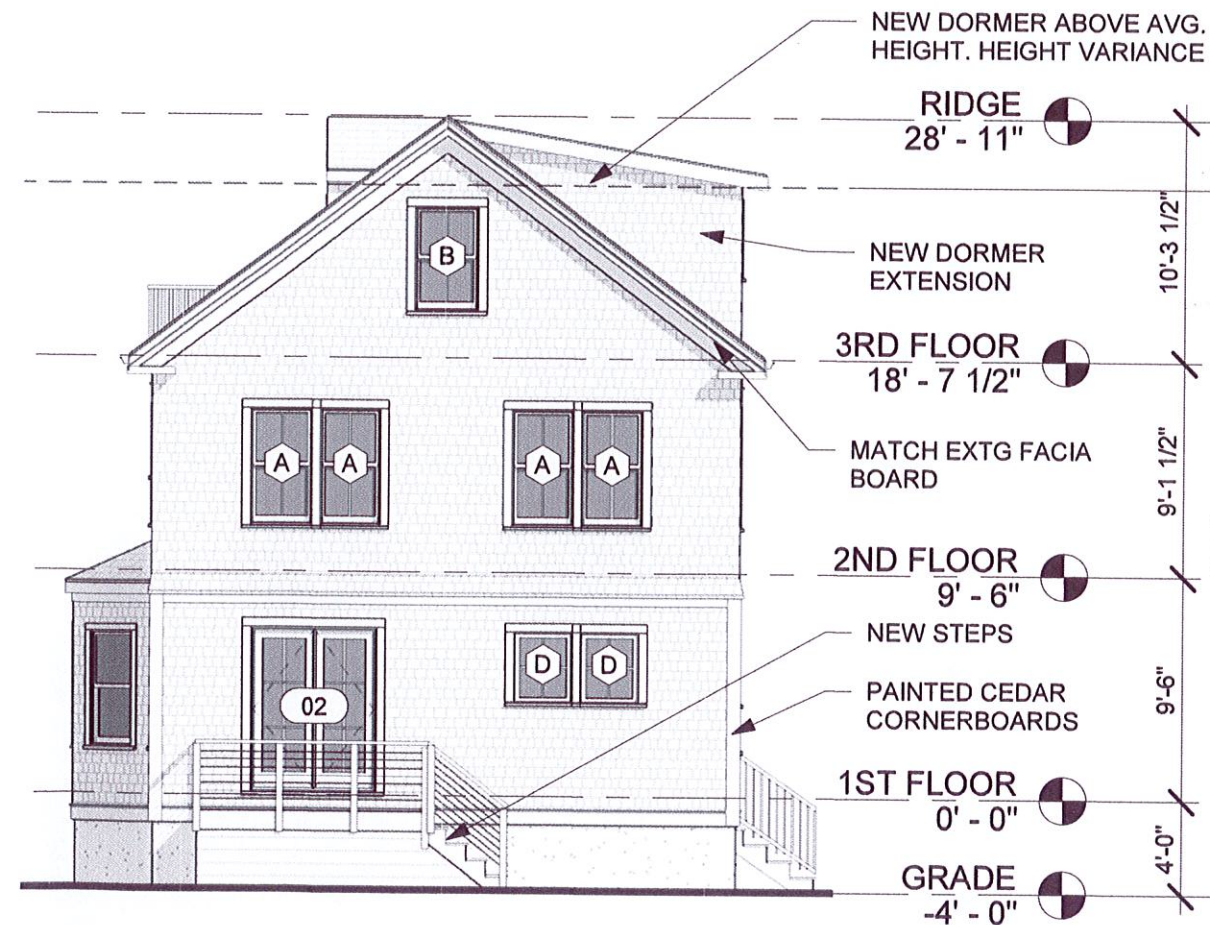 NEW DORMER ABOVE AVG.
HEIGHT. HEIGHT VARIANCE
RIDGE
28' - 11"
10'-3 1/2"
B
NEW DORMER
EXTENSION
3RD FLOOR
18' - 7 1/2"
A A A A
MATCH EXTG FACIA
BOARD
9'-1 1/2"
2ND FLOOR
9' - 6"
NEW STEPS
D D
02
PAINTED CEDAR
CORNERBOARDS
9'-6"
1ST FLOOR
0' - 0"
4'-0"
GRADE
-4' - 0"